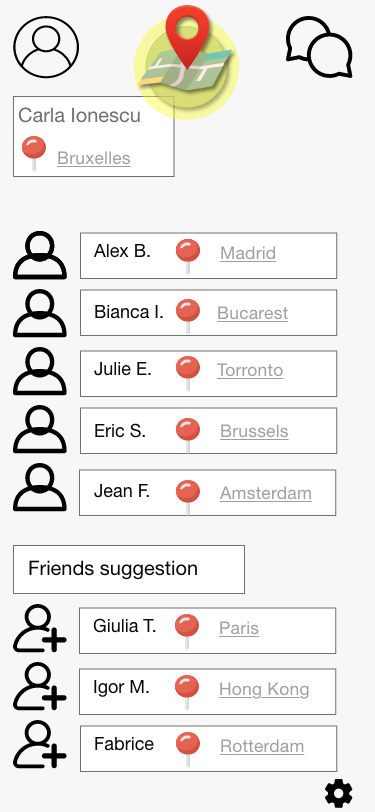 Carla Ionescu
Bruxelles
Alex B. Madrid
Bianca I. Bucarest
Julie E. Torronto
Eric S. Brussels
Jean F. Amsterdam
Friends suggestion
Giulia T. Paris
Igor M. Hong Kong
Fabrice Rotterdam